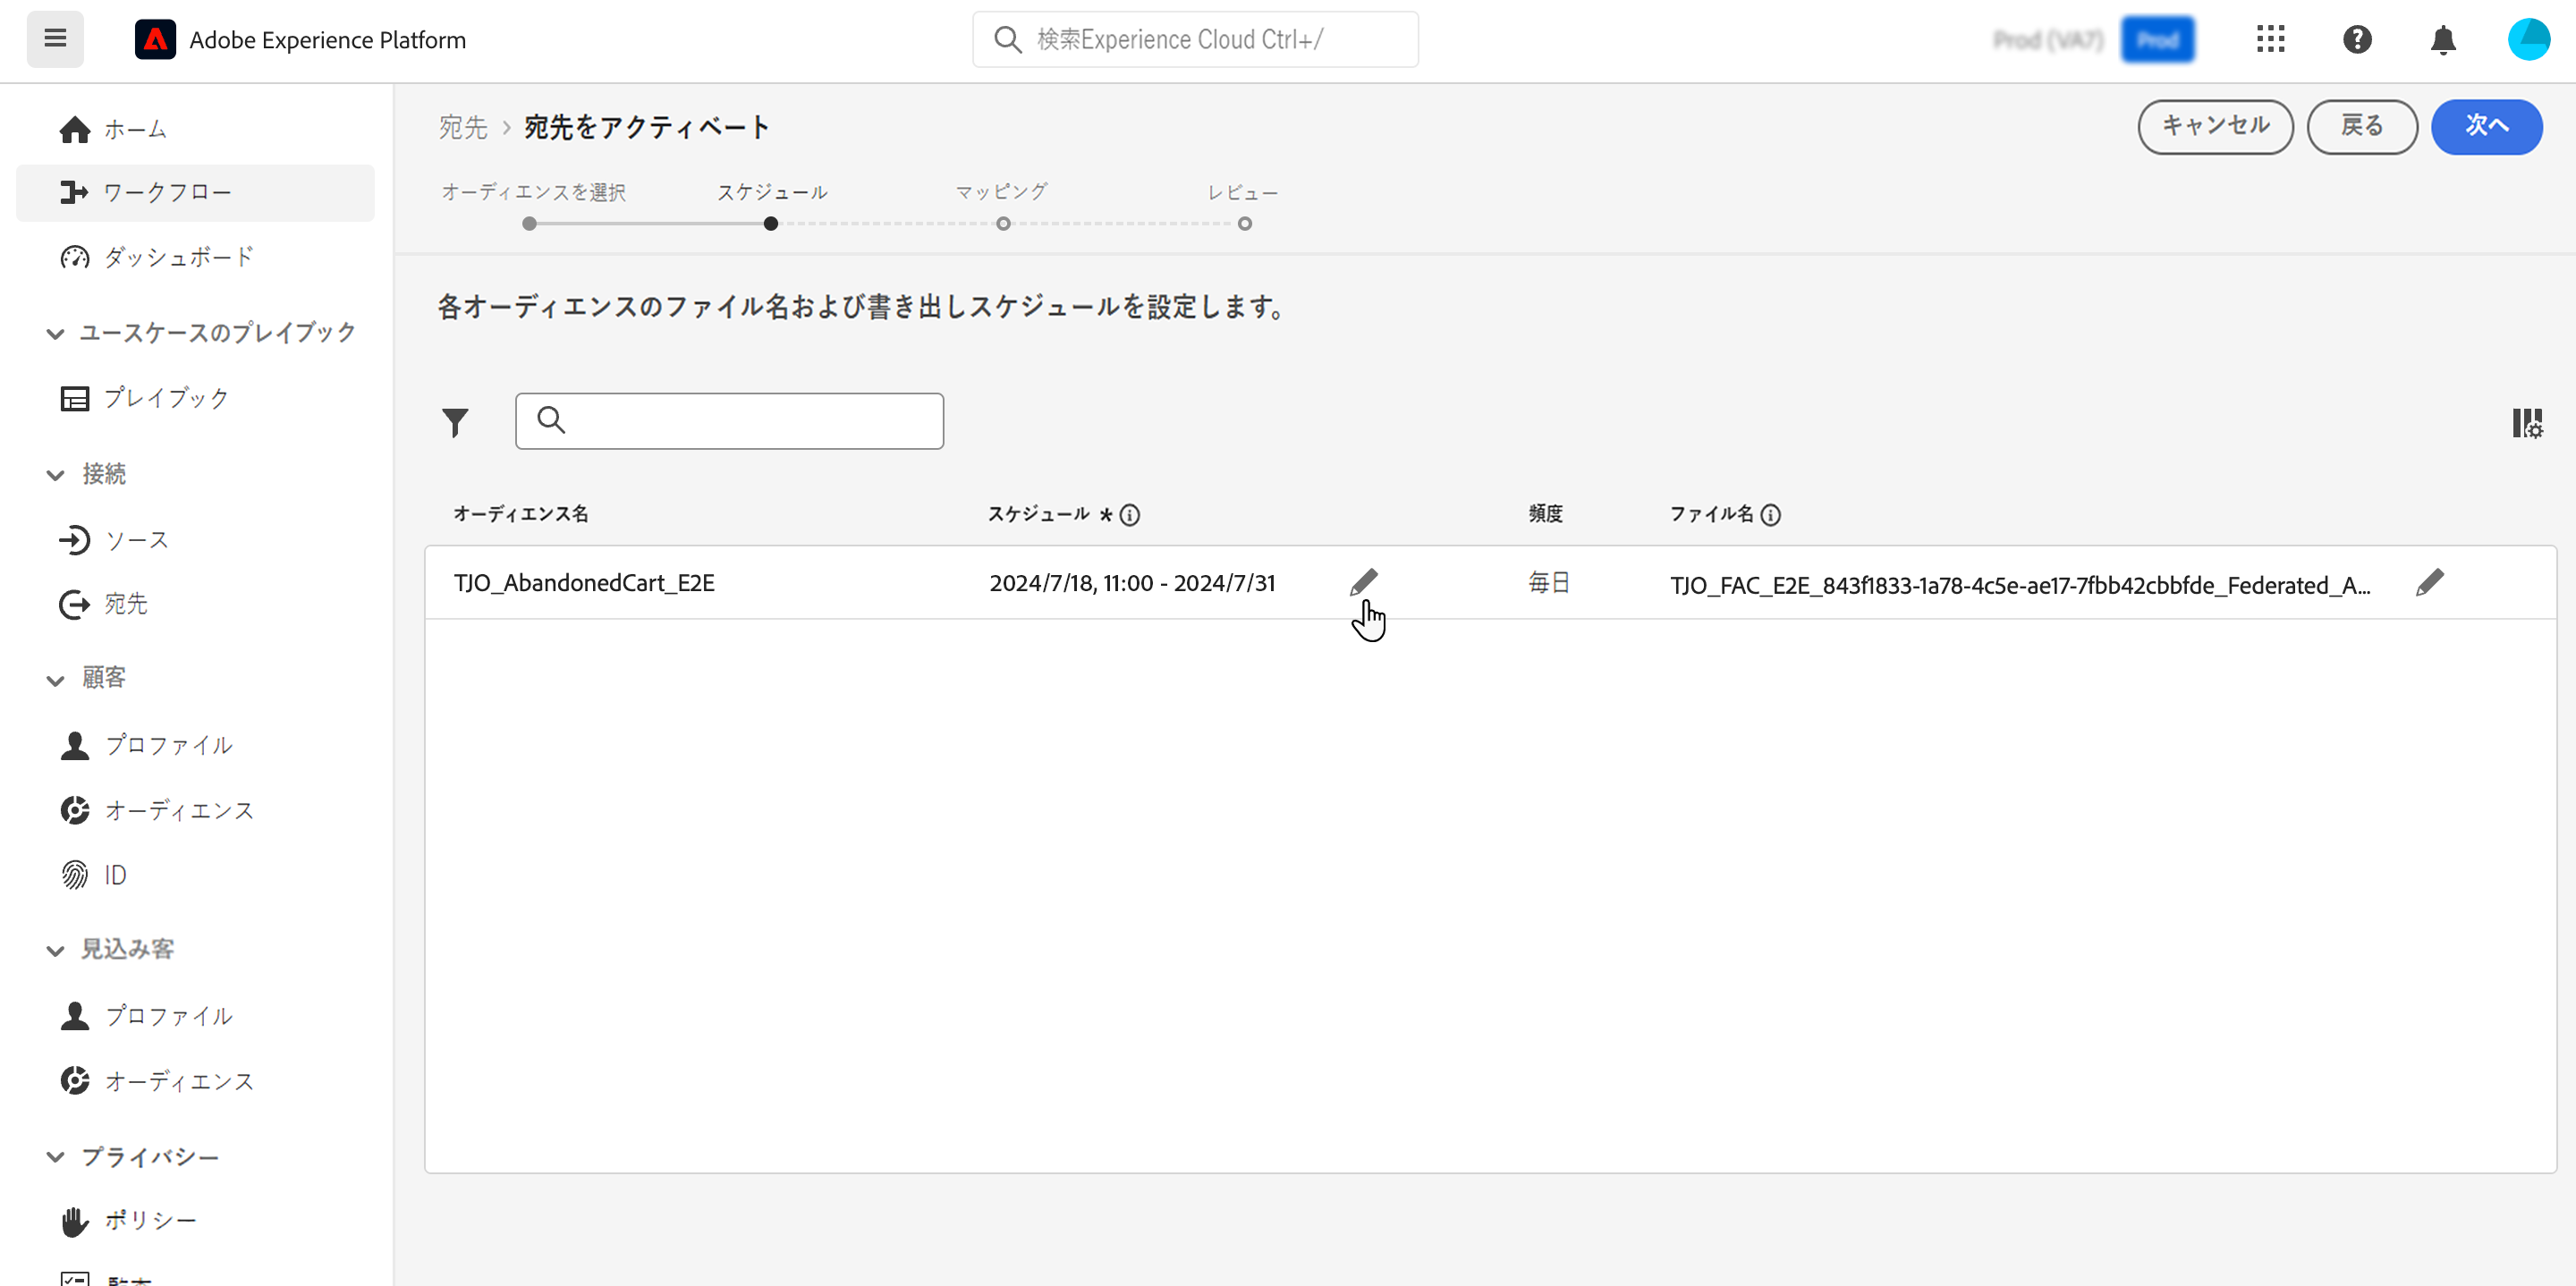 Adobe Experience Platform
検索Experience Cloud Ctrl+/
Prod (VA7)
Prod
ホーム
ワークフロー
ダッシュボード
ユースケースのプレイブック
プレイブック
接続
ソース
宛先
顧客
プロファイル
オーディエンス
ID
見込み客
プロファイル
オーディエンス
プライバシー
ポリシー
宛先 > 宛先をアクティベート
キャンセル
戻る
次へ
オーディエンスを選択
スケジュール
マッピング
レビュー
各オーディエンスのファイル名および書き出しスケジュールを設定します。
オーディエンス名
スケジュール *
頻度
ファイル名
TJO_AbandonedCart_E2E
2024/7/18, 11:00 - 2024/7/31
毎日
TJO_FAC_E2E_843f1833-1a78-4c5e-ae17-7fbb42cbbfde_Federated_A...